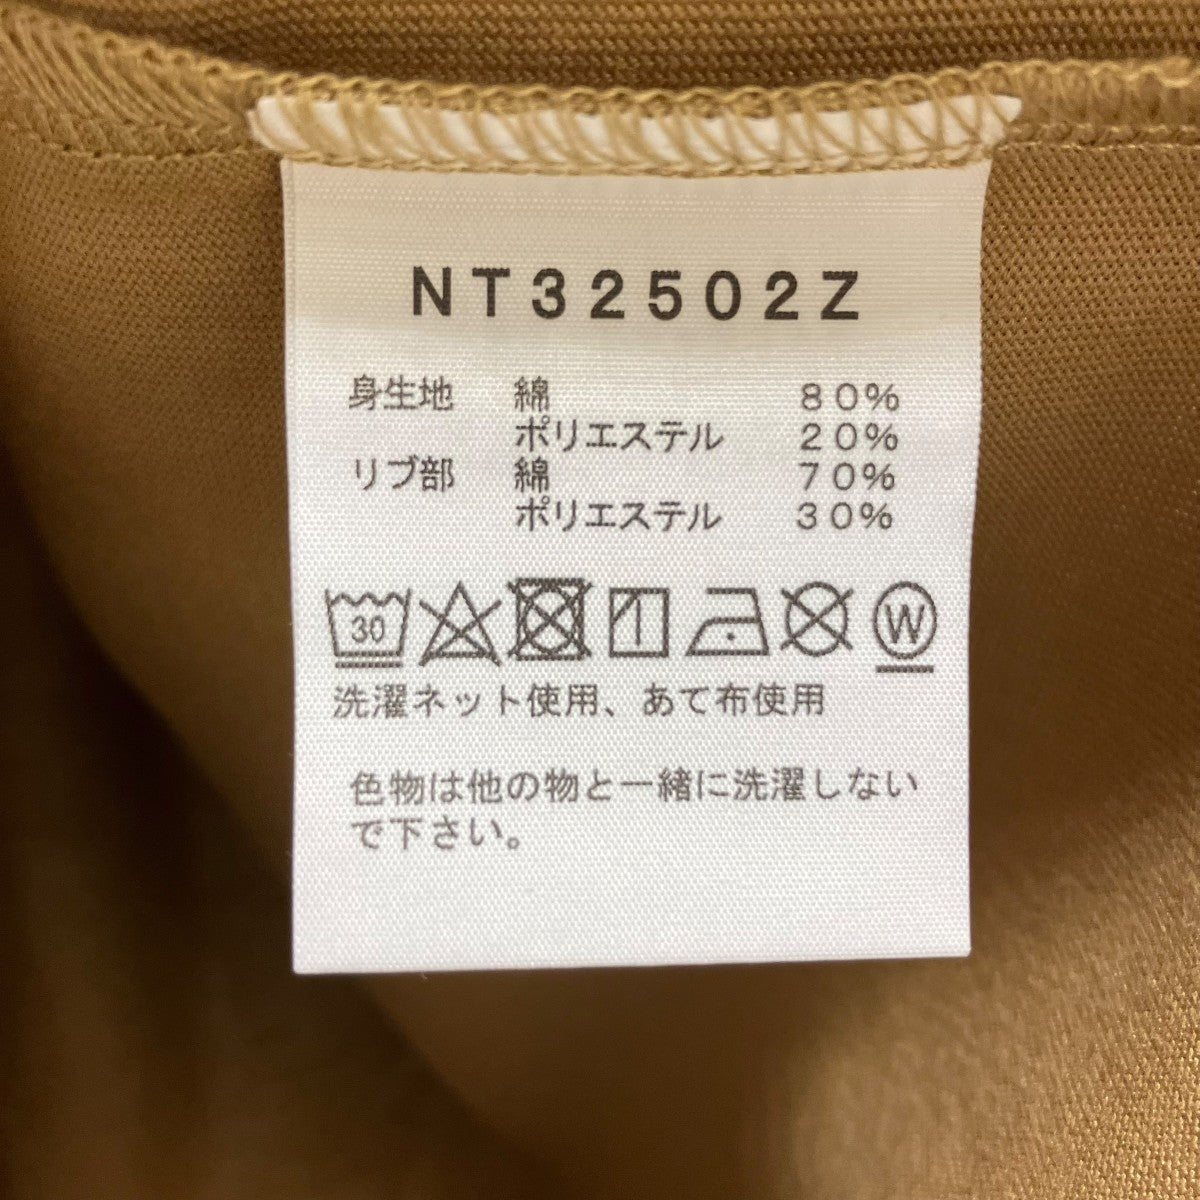 NT32502Z
身生地 綿 80%
ポリエステル 20%
リブ部 綿 70%
ポリエステル 30%
30 W
洗濯ネット使用、あて布使用
色物は他の物と一緒に洗濯しない
で下さい。